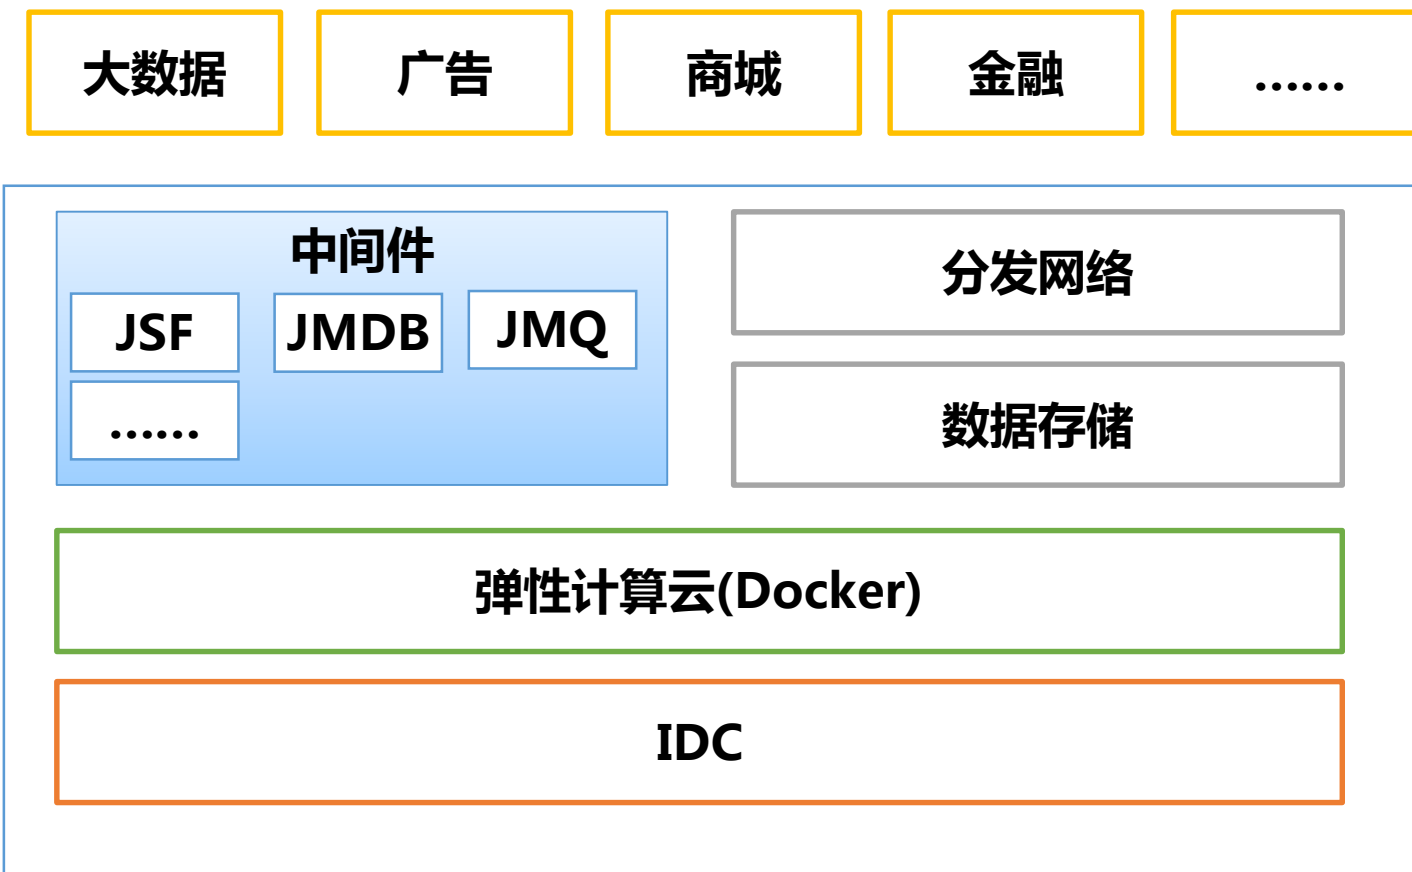 大数据
广告
商城
金融
……
中间件
JSF
JMDB
JMQ
……
分发网络
数据存储
弹性计算云(Docker)
IDC